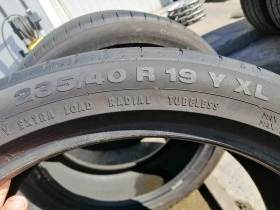 235/40 R 19 Y XL
EXTRA LOAD RADIAL TUBELESS